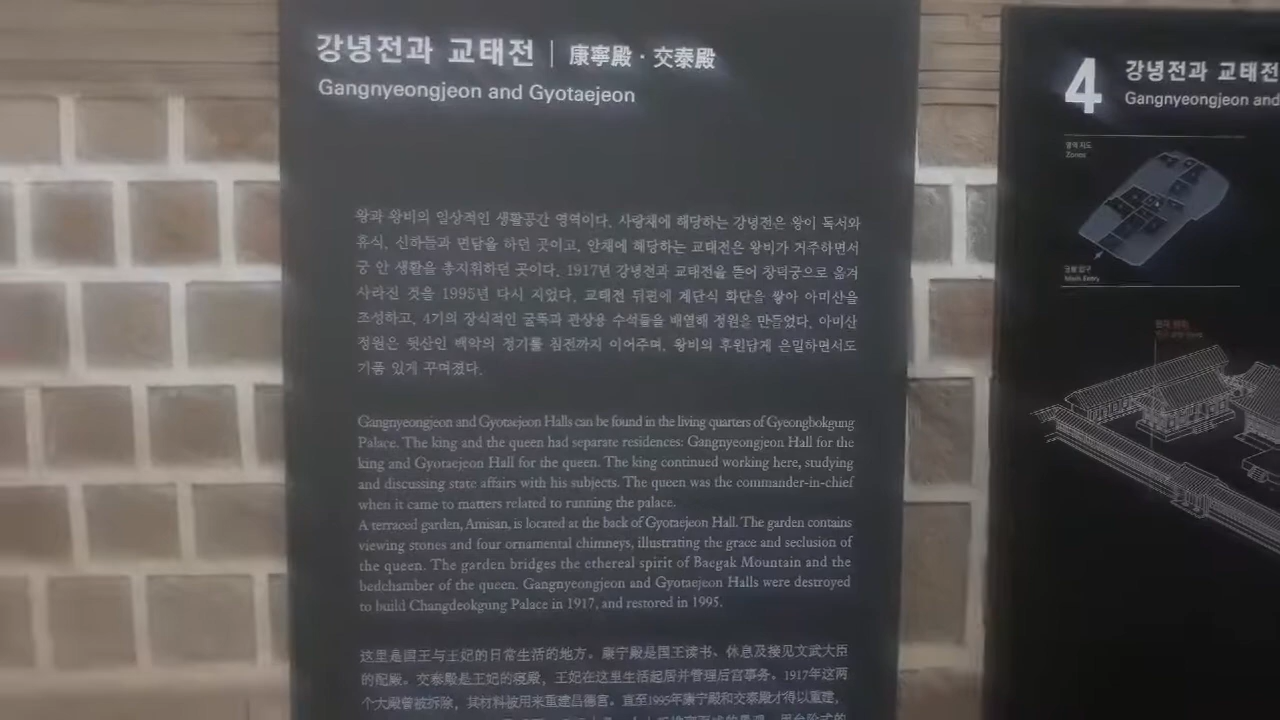 강녕전과 교태전 | 康寧殿 · 交泰殿
Gangnyeongjeon and Gyotaejeon
왕과 왕비의 일상적인 생활공간 영역이다. 사랑채에 해당하는 강녕전은 왕이 독서와
휴식, 신하들과 면담을 하던 곳이고, 안채에 해당하는 교태전은 왕비가 거주하면서
궁 안 생활을 총지휘하던 곳이다. 1917년 강녕전과 교태전을 뜯어 창덕궁으로 옮겨
사라진 것을 1995년 다시 지었다. 교태전 뒤편에 계단식 화단을 쌓아 아미산을
조성하고, 4기의 장식적인 굴뚝과 관상용 수석들을 배열해 정원을 만들었다. 아미산
정원은 뒷산인 백악의 정기를 침전까지 이어주며, 왕비의 후원답게 은밀하면서도
기품 있게 꾸며졌다.
Gangnyeongjeon and Gyotaejeon Halls can be found in the living quarters of Gyeongbokgung
Palace. The king and the queen had separate residences: Gangnyeongjeon Hall for the
king and Gyotaejeon Hall for the queen. The king continued working here, studying
and discussing state affairs with his subjects. The queen was the commander-in-chief
when it came to matters related to running the palace.
A terraced garden, Amisan, is located at the back of Gyotaejeon Hall. The garden contains
viewing stones and four ornamental chimneys, illustrating the grace and seclusion of
the queen. The garden bridges the ethereal spirit of Baegak Mountain and the
bedchamber of the queen. Gangnyeongjeon and Gyotaejeon Halls were destroyed
to build Changdeokgung Palace in 1917, and restored in 1995.
这里是国王与王妃的日常生活的地方。康宁殿是国王读书、休息及接见文武大臣
的配殿。交泰殿是王妃的寝殿，王妃在这里生活起居并管理后宫事务。1917年这两
个大殿曾被拆除，其材料被用来重建昌德宫。直至1995年康宁殿和交泰殿才得以重建，
4 강녕전과 교태전
Gangnyeongjeon and
영역 지도
Zones
관람 입구
Main Entry